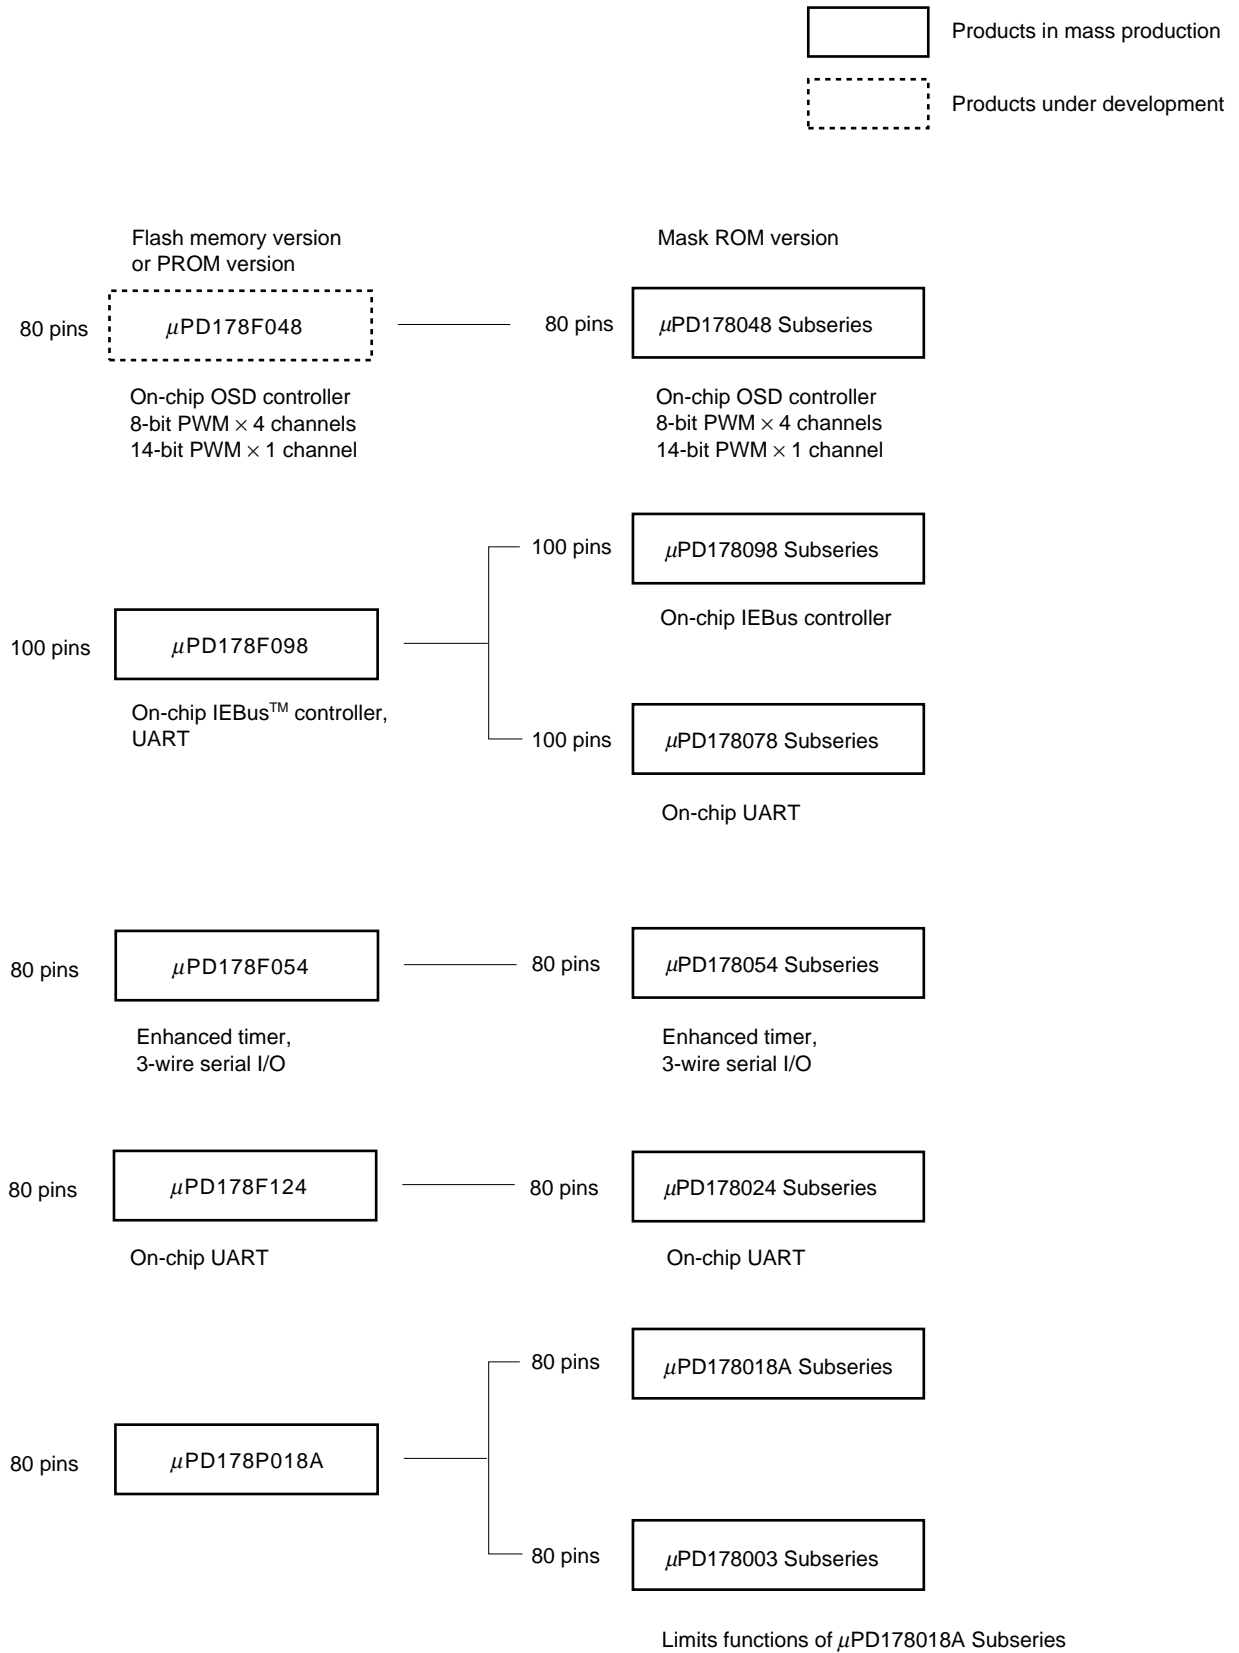 Products in mass production
Products under development
Flash memory version
or PROM version
Mask ROM version
80 pins
μPD178F048
80 pins
μPD178048 Subseries
On-chip OSD controller
8-bit PWM × 4 channels
14-bit PWM × 1 channel
On-chip OSD controller
8-bit PWM × 4 channels
14-bit PWM × 1 channel
100 pins
μPD178098 Subseries
On-chip IEBus controller
100 pins
μPD178F098
On-chip IEBus™ controller,
UART
100 pins
μPD178078 Subseries
On-chip UART
80 pins
μPD178F054
80 pins
μPD178054 Subseries
Enhanced timer,
3-wire serial I/O
Enhanced timer,
3-wire serial I/O
80 pins
μPD178F124
80 pins
μPD178024 Subseries
On-chip UART
On-chip UART
80 pins
μPD178018A Subseries
80 pins
μPD178P018A
80 pins
μPD178003 Subseries
Limits functions of μPD178018A Subseries